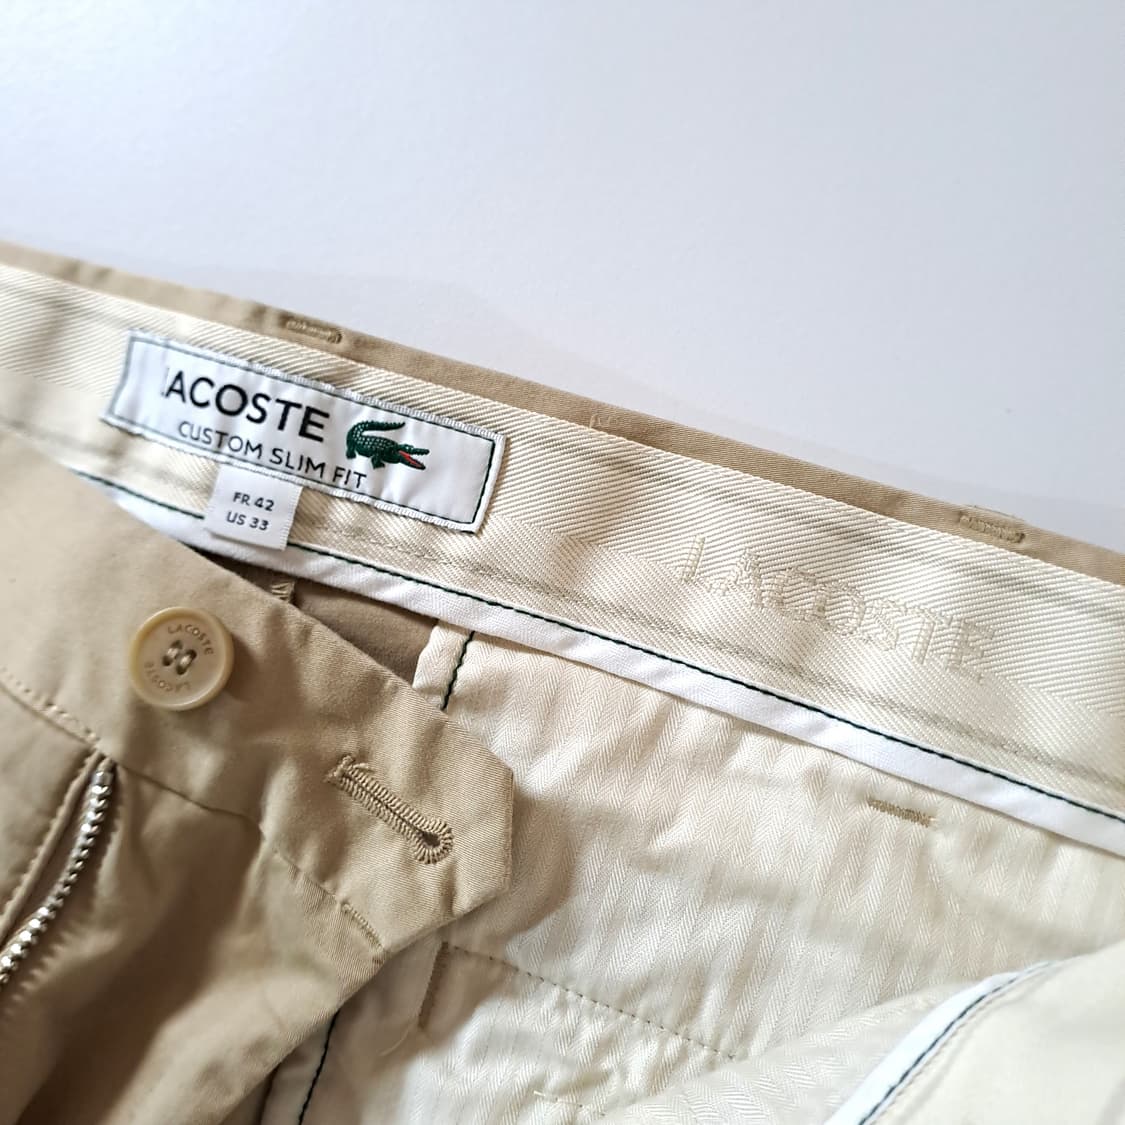 LACOSTE
CUSTOM SLIM FIT
FR 42
US 33
LACOSTE
LACOSTE
LACOSTE